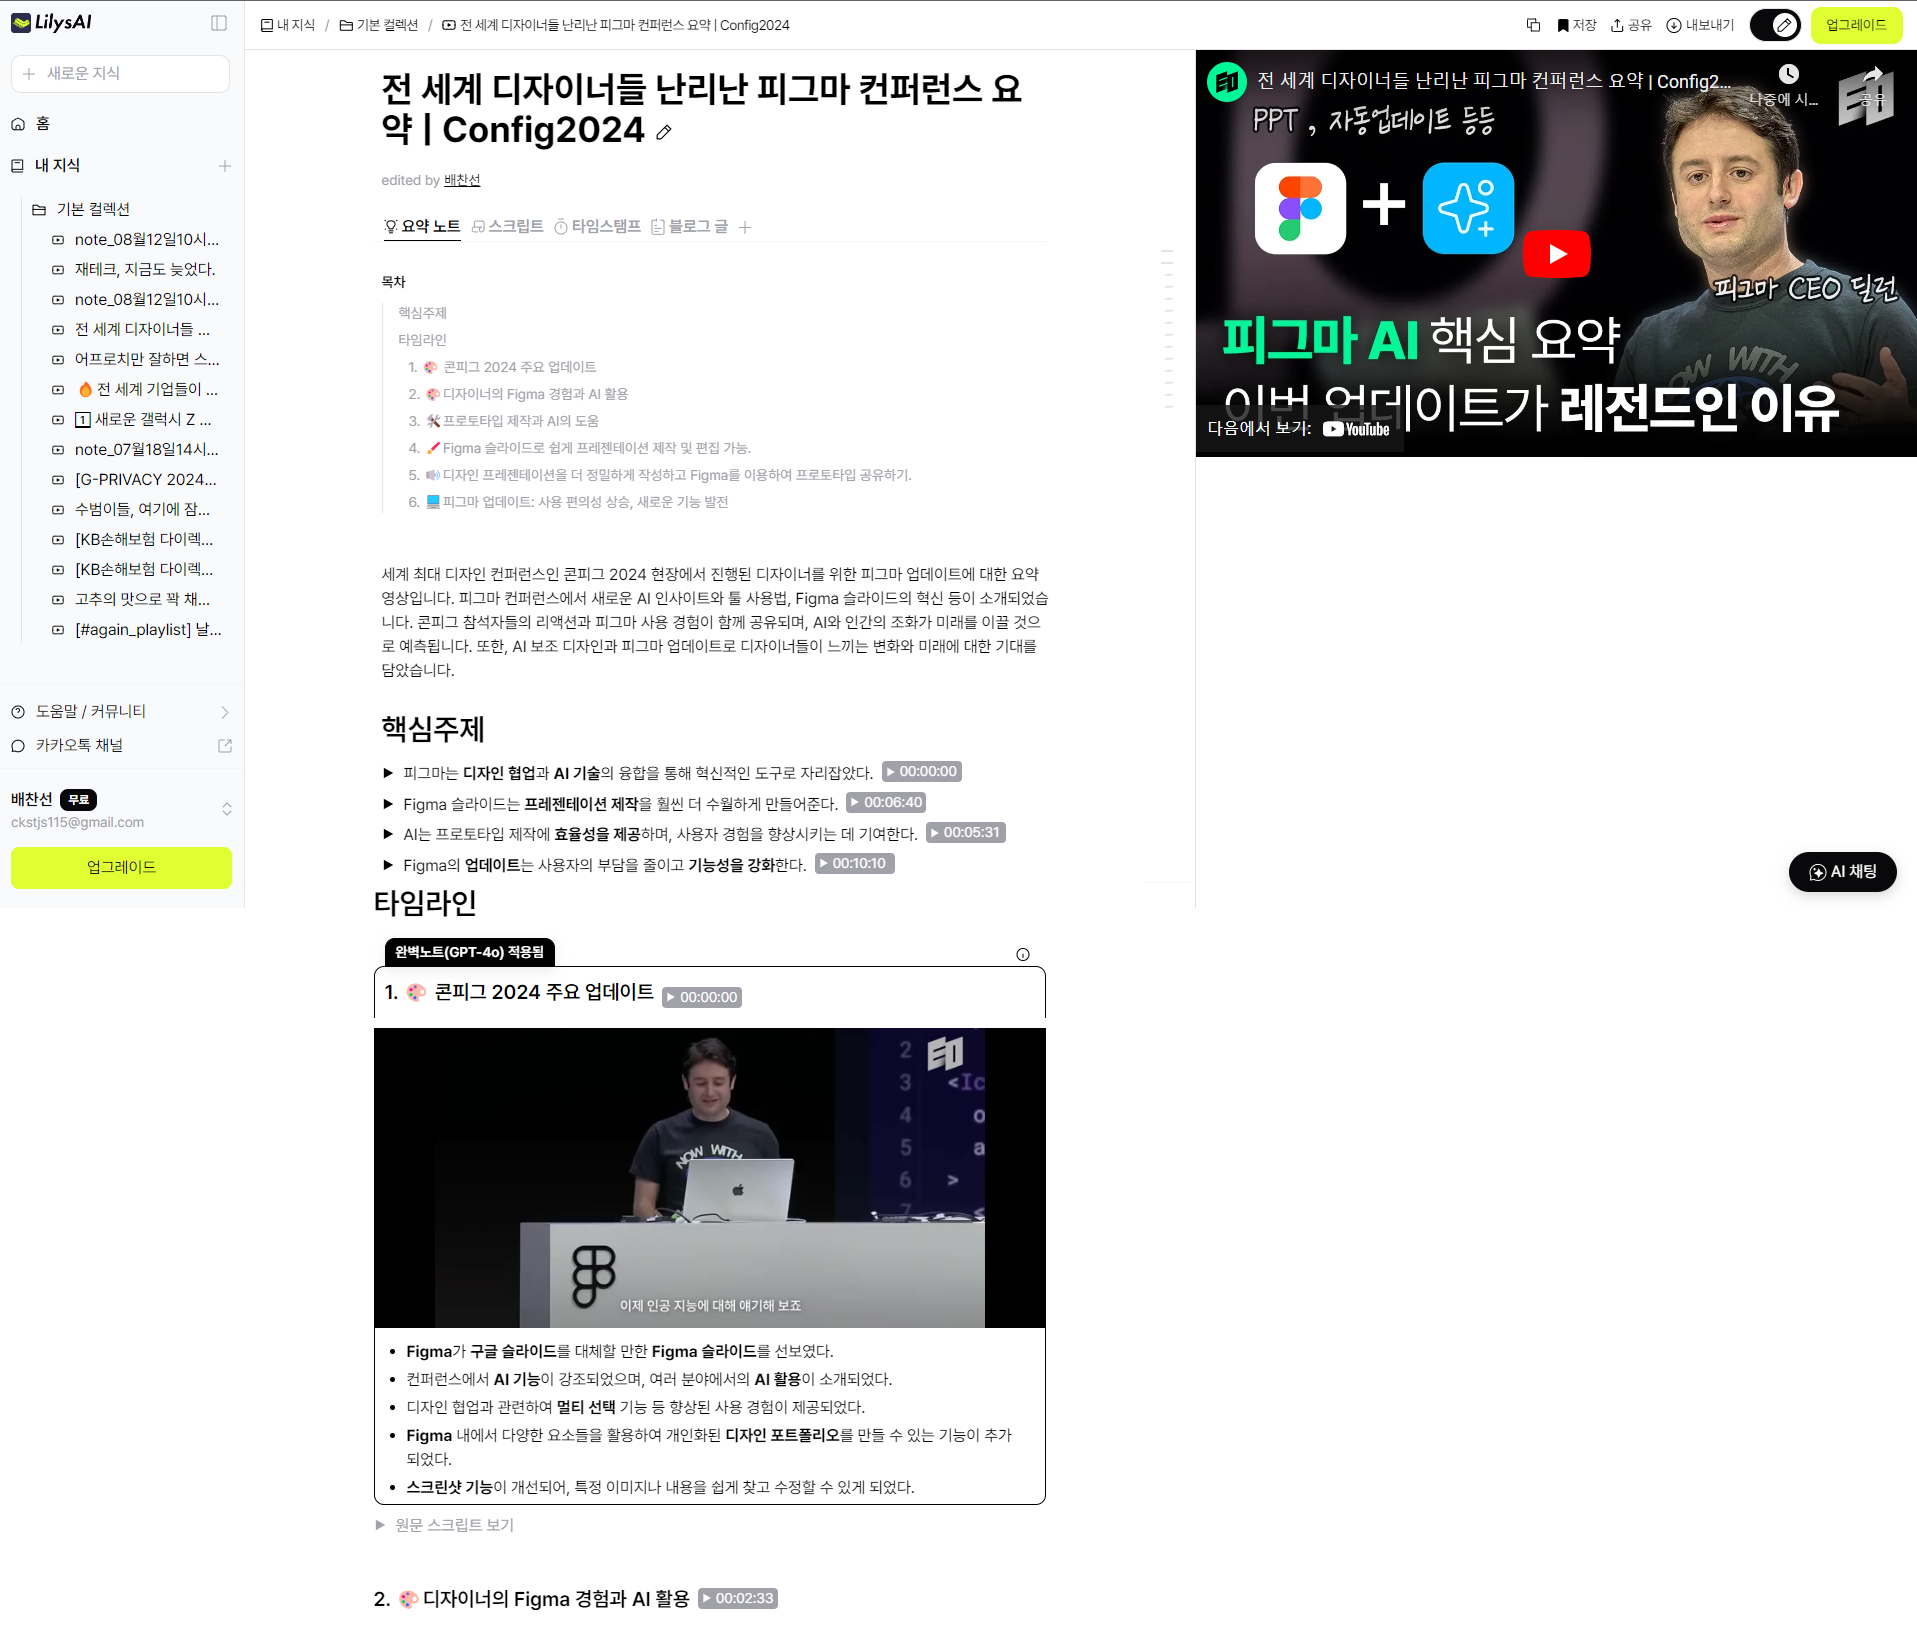 LilysAI
새로운 지식
홈
내 지식
기본 컬렉션
note_08월12일10시...
재테크, 지금도 늦었다.
note_08월12일10시...
전 세계 디자이너들 ...
어프로치만 잘하면 스...
🔥 전 세계 기업들이 ...
1 새로운 갤럭시 Z ...
note_07월18일14시...
[G-PRIVACY 2024...
수범이들, 여기에 잠...
[KB손해보험 다이렉...
[KB손해보험 다이렉...
고추의 맛으로 꽉 채...
[#again_playlist] 날...
도움말 / 커뮤니티
카카오톡 채널
배찬선 무료
ckstjs115@gmail.com
업그레이드
내 지식 / 기본 컬렉션 / 전 세계 디자이너들 난리난 피그마 컨퍼런스 요약 | Config2024
저장 공유 내보내기 업그레이드
전 세계 디자이너들 난리난 피그마 컨퍼런스 요
약 | Config2024
edited by 배찬선
요약 노트 스크립트 타임스탬프 블로그 글
목차
핵심주제
타임라인
1. 🎨 콘피그 2024 주요 업데이트
2. 🎨 디자이너의 Figma 경험과 AI 활용
3. 🛠 프로토타입 제작과 AI의 도움
4. 🖌 Figma 슬라이드로 쉽게 프레젠테이션 제작 및 편집 가능.
5. 📢 디자인 프레젠테이션을 더 정밀하게 작성하고 Figma를 이용하여 프로토타입 공유하기.
6. 💻 피그마 업데이트: 사용 편의성 상승, 새로운 기능 발전
세계 최대 디자인 컨퍼런스인 콘피그 2024 현장에서 진행된 디자이너를 위한 피그마 업데이트에 대한 요약
영상입니다. 피그마 컨퍼런스에서 새로운 AI 인사이트와 툴 사용법, Figma 슬라이드의 혁신 등이 소개되었습
니다. 콘피그 참석자들의 리액션과 피그마 사용 경험이 함께 공유되며, AI와 인간의 조화가 미래를 이끌 것으
로 예측됩니다. 또한, AI 보조 디자인과 피그마 업데이트로 디자이너들이 느끼는 변화와 미래에 대한 기대를
담았습니다.
핵심주제
피그마는 디자인 협업과 AI 기술의 융합을 통해 혁신적인 도구로 자리잡았다. 00:00:00
Figma 슬라이드는 프레젠테이션 제작을 훨씬 더 수월하게 만들어준다. 00:06:40
AI는 프로토타입 제작에 효율성을 제공하며, 사용자 경험을 향상시키는 데 기여한다. 00:05:31
Figma의 업데이트는 사용자의 부담을 줄이고 기능성을 강화한다. 00:10:10
타임라인
완벽노트(GPT-4o) 적용됨
1. 🎨 콘피그 2024 주요 업데이트 00:00:00
2
3 <Ic
4 o
5 a
6 >
7 <
NOW WITH
이제 인공 지능에 대해 얘기해 보죠
• Figma가 구글 슬라이드를 대체할 만한 Figma 슬라이드를 선보였다.
• 컨퍼런스에서 AI 기능이 강조되었으며, 여러 분야에서의 AI 활용이 소개되었다.
• 디자인 협업과 관련하여 멀티 선택 기능 등 향상된 사용 경험이 제공되었다.
• Figma 내에서 다양한 요소들을 활용하여 개인화된 디자인 포트폴리오를 만들 수 있는 기능이 추가
되었다.
• 스크린샷 기능이 개선되어, 특정 이미지나 내용을 쉽게 찾고 수정할 수 있게 되었다.
원문 스크립트 보기
2. 🎨 디자이너의 Figma 경험과 AI 활용 00:02:33
전 세계 디자이너들 난리난 피그마 컨퍼런스 요약 | Config2...
나중에 시... 공유
PPT , 자동업데이트 등등
+
피그마 CEO 딜런
NOW WITH
피그마 AI 핵심 요약
이번 업데이트가 레전드인 이유
다음에서 보기: YouTube
AI 채팅